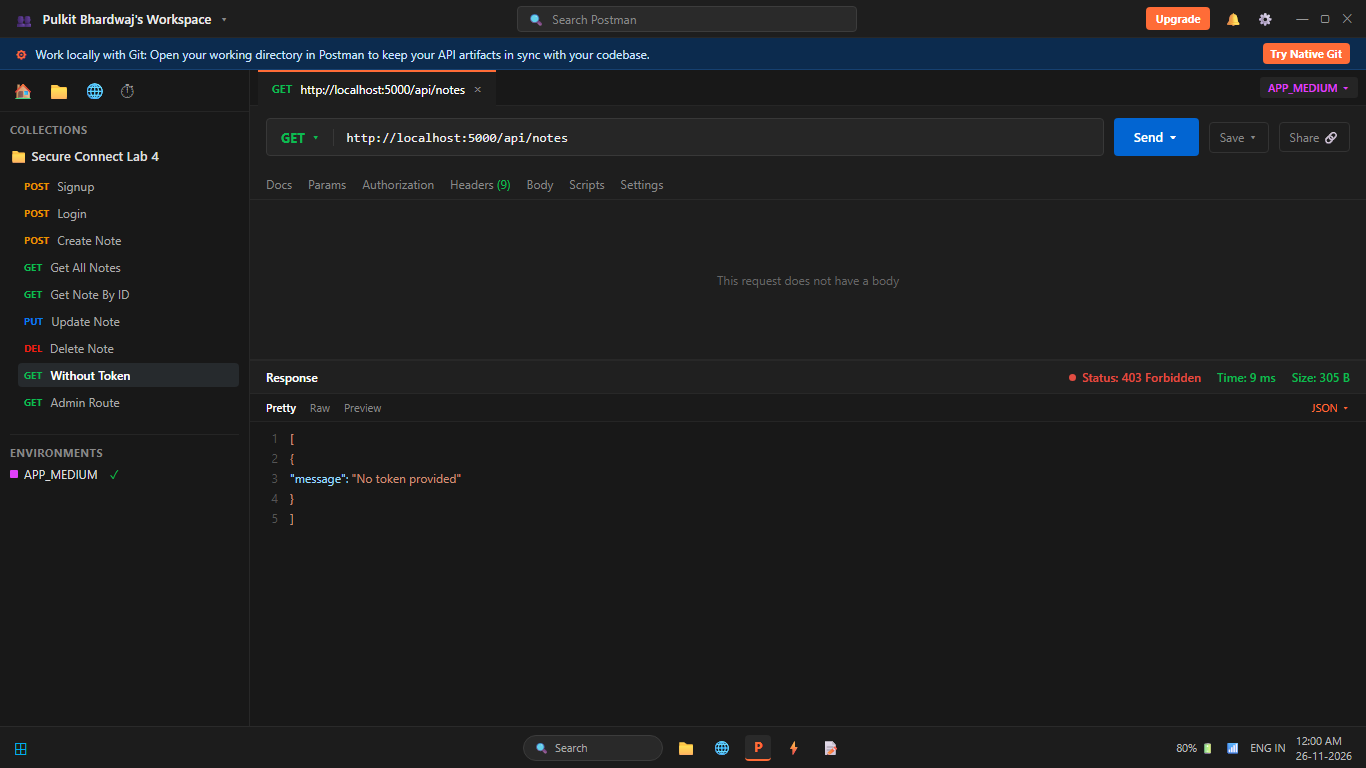 Pulkit Bhardwaj's Workspace
Search Postman
Upgrade
Work locally with Git: Open your working directory in Postman to keep your API artifacts in sync with your codebase.
Try Native Git
GET http://localhost:5000/api/notes ×
APP_MEDIUM
COLLECTIONS
Secure Connect Lab 4
POST Signup
POST Login
POST Create Note
GET Get All Notes
GET Get Note By ID
PUT Update Note
DEL Delete Note
GET Without Token
GET Admin Route
ENVIRONMENTS
APP_MEDIUM ✓
GET http://localhost:5000/api/notes
Send
Save
Share
Docs Params Authorization Headers (9) Body Scripts Settings
This request does not have a body
Response
Status: 403 Forbidden Time: 9 ms Size: 305 B
Pretty Raw Preview
JSON
1 [
2 {
3 "message": "No token provided"
4 }
5 ]
Search
P
80%
ENG IN
12:00 AM
26-11-2026